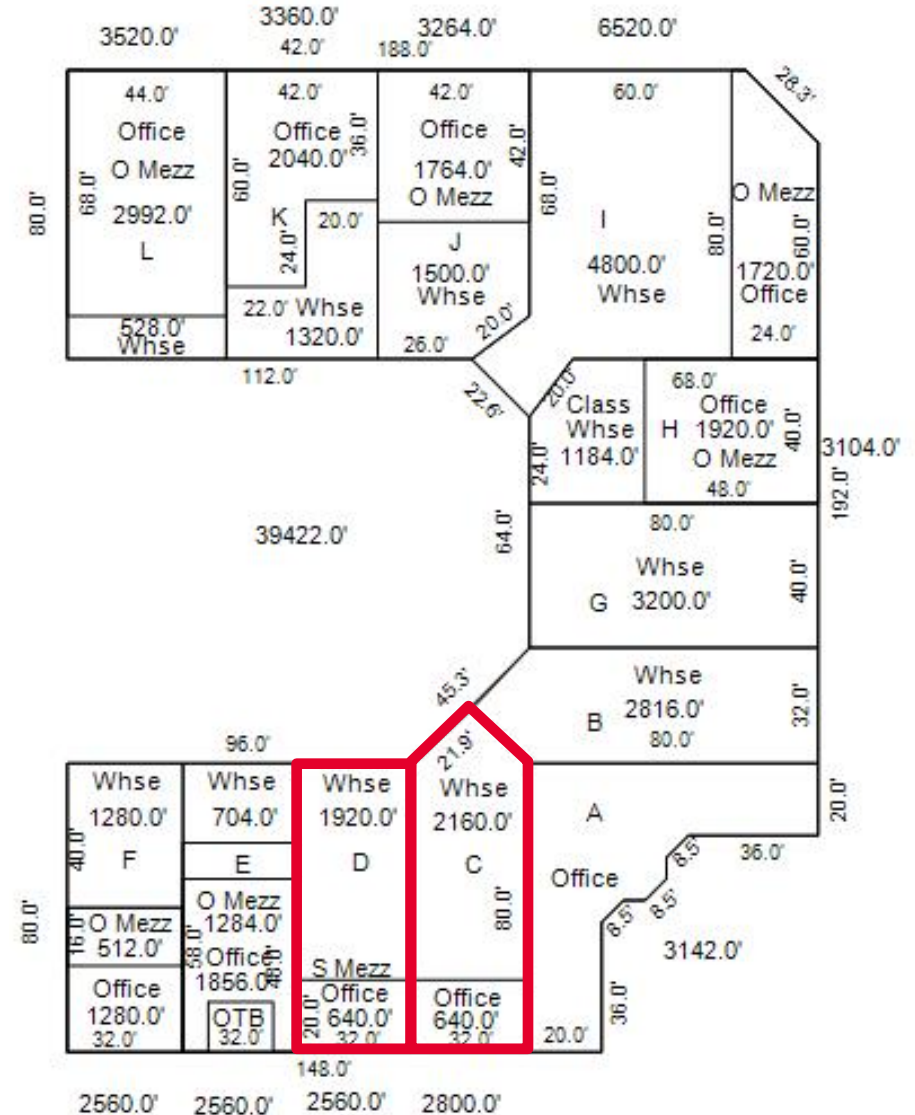 3520.0' 3360.0' 3264.0' 6520.0'
42.0' 188.0'
28.3'
44.0' 42.0' 42.0' 60.0'
Office Office 36.0' Office 42.0'
O Mezz 2040.0' 1764.0'
80.0' 68.0' 60.0' O Mezz 68.0' 80.0' O Mezz 60.0'
2992.0' K 20.0' I
L 24.0' J 4800.0' 1720.0'
1500.0' Whse Office
Whse
528.0' 22.0' Whse 20.0' 24.0'
Whse 1320.0' 26.0'
112.0' 22.6' 20.0' 68.0'
Class Office
Whse H 1920.0' 40.0' 3104.0'
24.0' 1184.0' O Mezz
48.0' 192.0'
39422.0' 64.0' 80.0'
Whse 40.0'
G 3200.0'
45.3' Whse
2816.0' 32.0'
B 80.0'
96.0' 21.9'
Whse Whse Whse Whse
1280.0' 704.0' 1920.0' 2160.0' A 20.0'
40.0' F E D C 8.5' 36.0'
80.0' Office
80.0' 16.0' O Mezz O Mezz 8.5' 8.5'
512.0' 1284.0' 3142.0'
58.0' Office 48.0' S Mezz
Office 1856.0' Office Office
1280.0' OTB 20.0' 640.0' 640.0' 36.0'
32.0' 32.0' 32.0' 32.0' 20.0'
148.0'
2560.0' 2560.0' 2560.0' 2800.0'